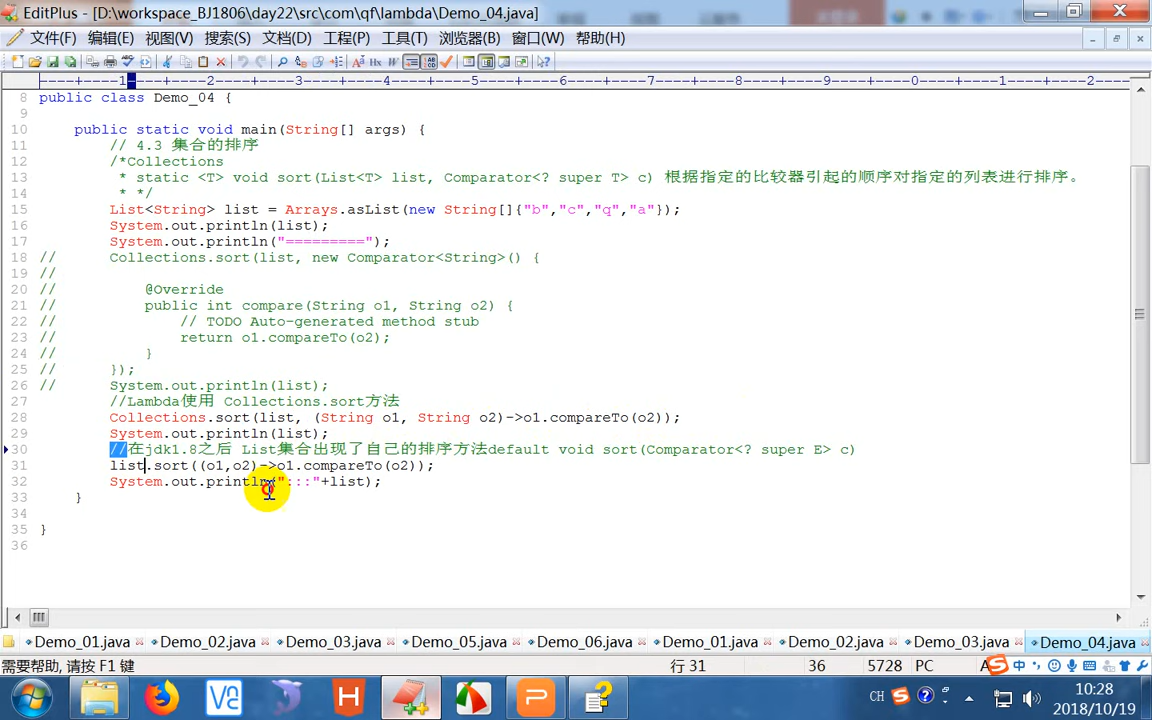 EditPlus - [D:\workspace_BJ1806\day22\src\com\qf\lambda\Demo_04.java]
文件(F) 编辑(E) 视图(V) 搜索(S) 文档(D) 工程(P) 工具(T) 浏览器(B) 窗口(W) 帮助(H)
----+----1----+----2----+----3----+----4----+----5----+----6----+----7----+----8----+----9----+----0----+----1----+----2--
8 public class Demo_04 {
9
10 public static void main(String[] args) {
11 // 4.3 集合的排序
12 /*Collections
13 * static <T> void sort(List<T> list, Comparator<? super T> c) 根据指定的比较器引起的顺序对指定的列表进行排序。
14 * */
15 List<String> list = Arrays.asList(new String[]{"b","c","q","a"});
16 System.out.println(list);
17 System.out.println("=========");
18 // Collections.sort(list, new Comparator<String>() {
19 //
20 // @Override
21 // public int compare(String o1, String o2) {
22 // // TODO Auto-generated method stub
23 // return o1.compareTo(o2);
24 // }
25 // });
26 // System.out.println(list);
27 //Lambda使用 Collections.sort方法
28 Collections.sort(list, (String o1, String o2)->o1.compareTo(o2));
29 System.out.println(list);
30 //在jdk1.8之后 List集合出现了自己的排序方法default void sort(Comparator<? super E> c)
31 list.sort((o1,o2)->o1.compareTo(o2));
32 System.out.println(":::"+list);
33 }
34
35 }
36
Demo_01.java Demo_02.java Demo_03.java Demo_05.java Demo_06.java Demo_01.java Demo_02.java Demo_03.java Demo_04.java
需要帮助, 请按 F1 键 行 31 36 5728 PC
中
CH 10:28
2018/10/19